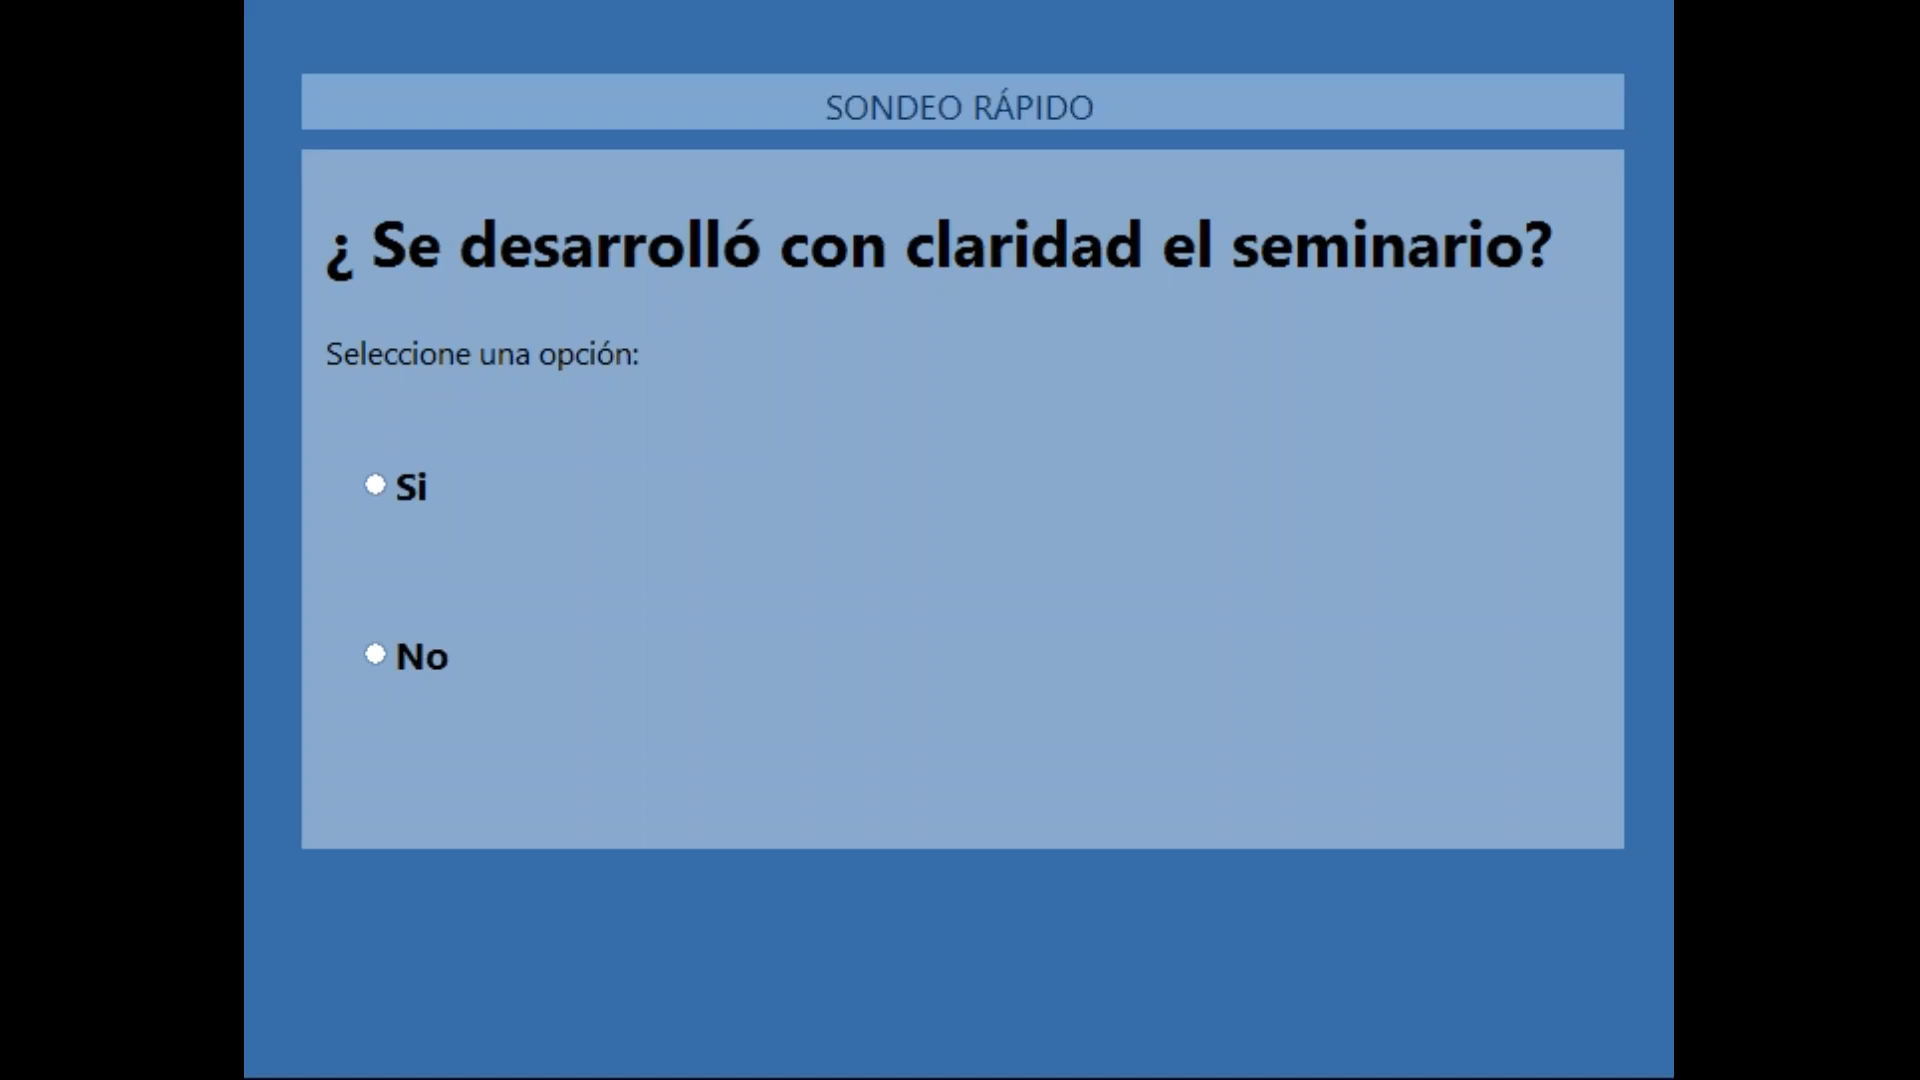 SONDEO RÁPIDO
¿ Se desarrolló con claridad el seminario?
Seleccione una opción:
Si
No